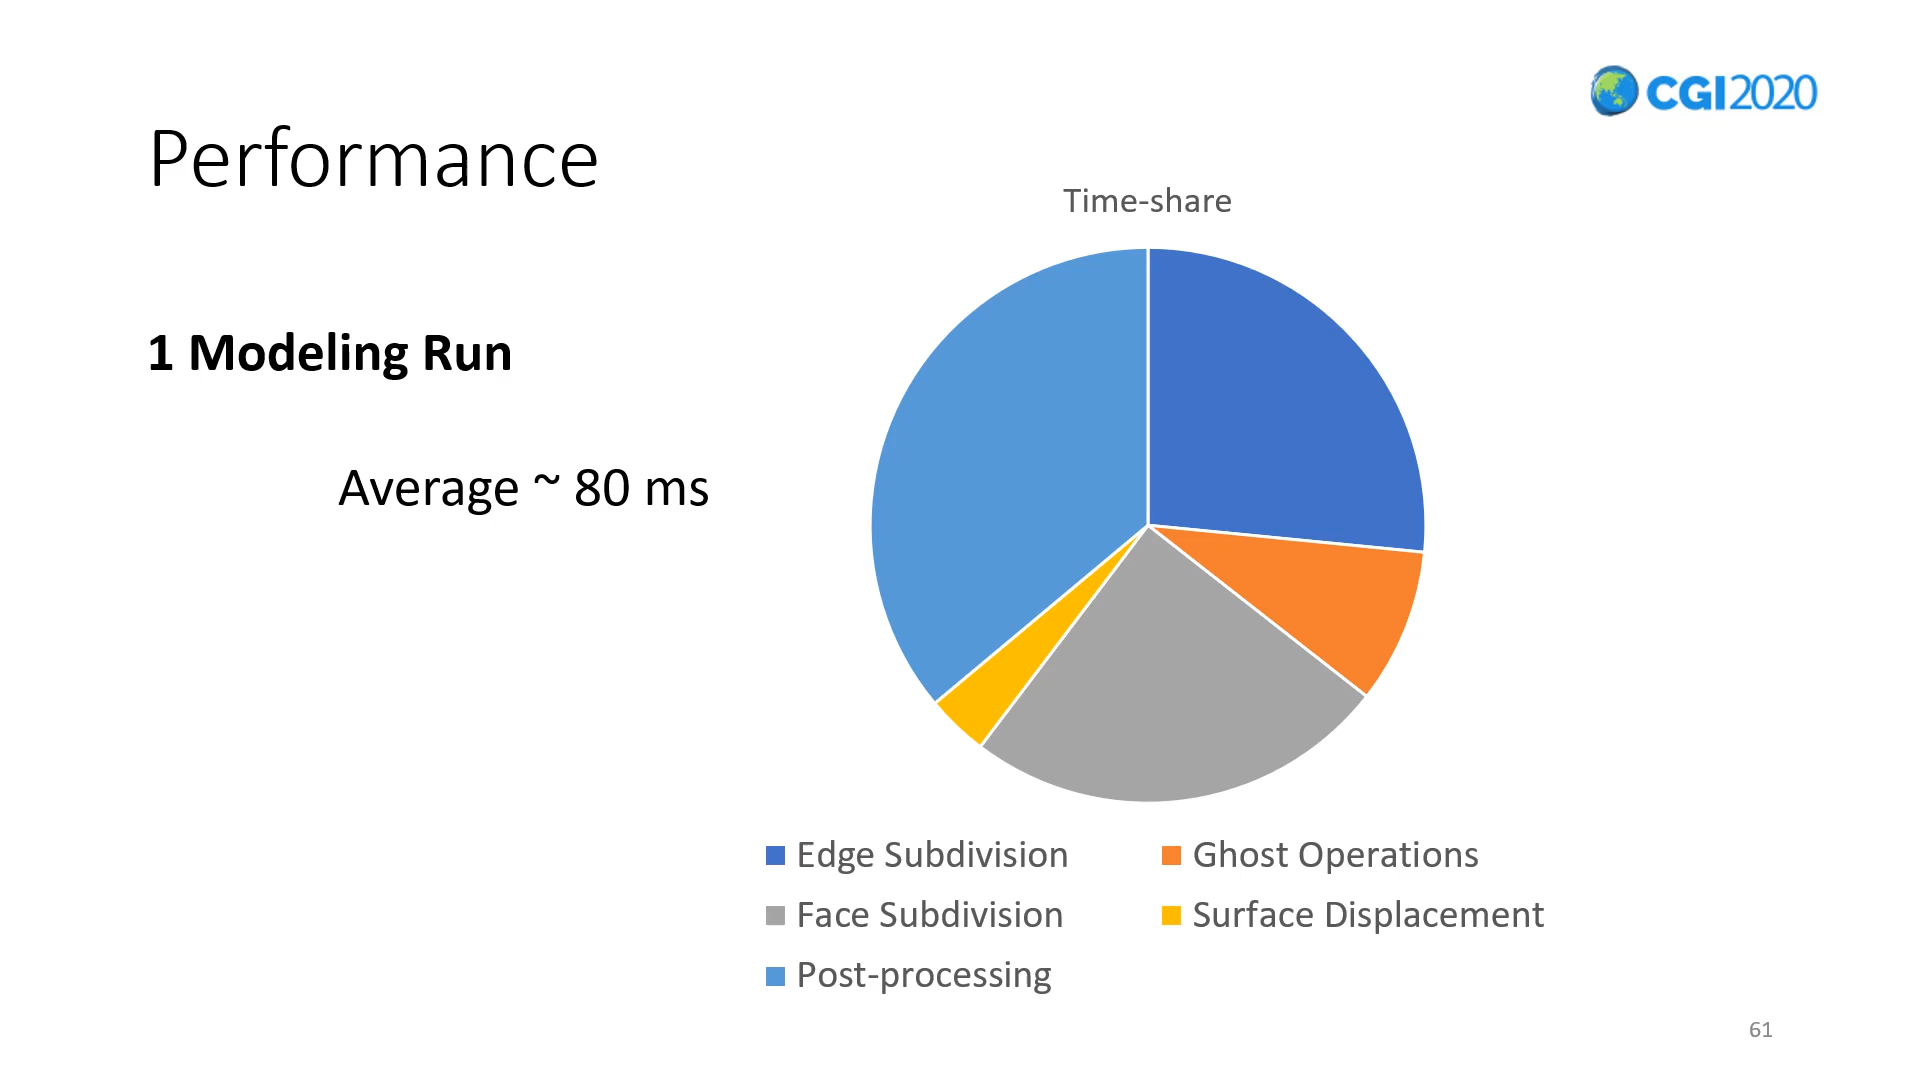 CGI2020
Performance
Time-share
1 Modeling Run
Average ~ 80 ms
Edge Subdivision
Ghost Operations
Face Subdivision
Surface Displacement
Post-processing
61